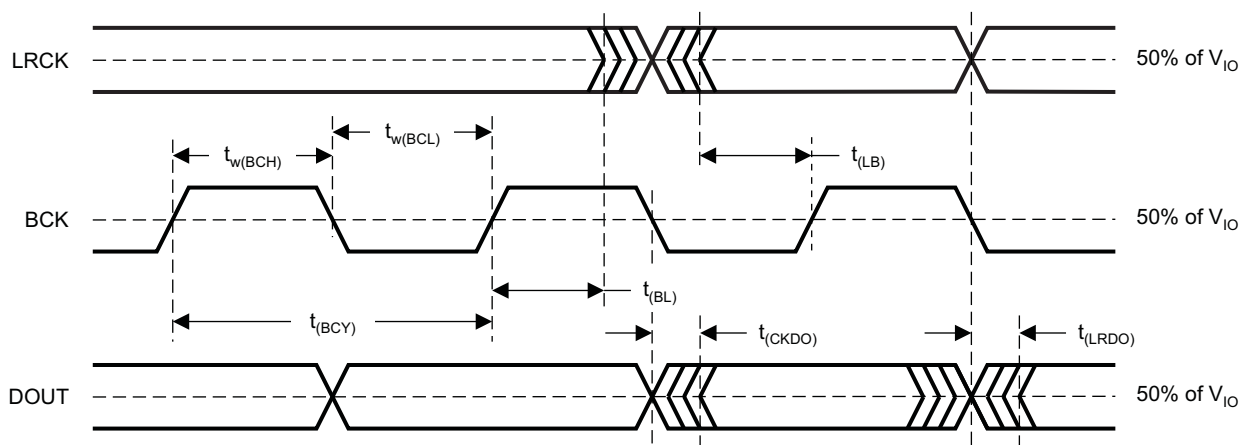 LRCK
50% of V_IO
t_w(BCL)
t_w(BCH)
t_(LB)
BCK
50% of V_IO
t_(BL)
t_(BCY)
t_(CKDO)
t_(LRDO)
DOUT
50% of V_IO